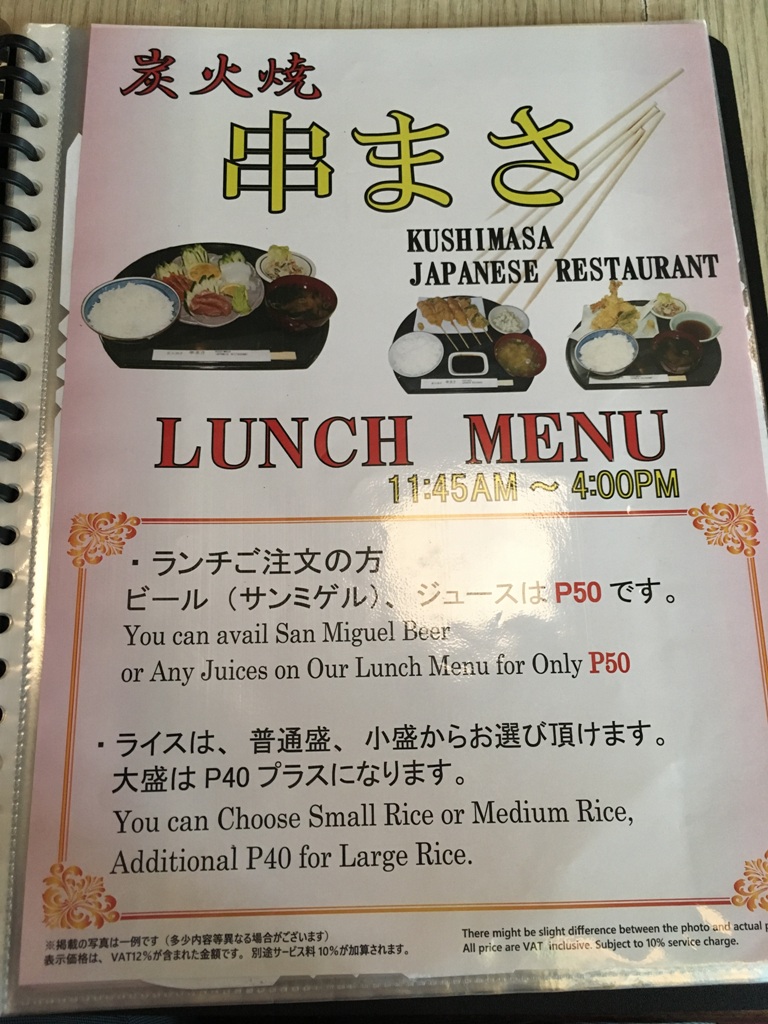 炭火焼
串まさ
KUSHIMASA
JAPANESE RESTAURANT
LUNCH MENU
11:45AM ～ 4:00PM
・ランチご注文の方
ビール（サンミゲル）、ジュースは P50 です。
You can avail San Miguel Beer
or Any Juices on Our Lunch Menu for Only P50
・ライスは、普通盛、小盛からお選び頂けます。
大盛は P40 プラスになります。
You can Choose Small Rice or Medium Rice,
Additional P40 for Large Rice.
※掲載の写真は一例です（多少内容等異なる場合がございます）
表示価格は、VAT12%が含まれた金額です。別途サービス料10%が加算されます。
There might be slight difference between the photo and actual
All price are VAT inclusive. Subject to 10% service charge.